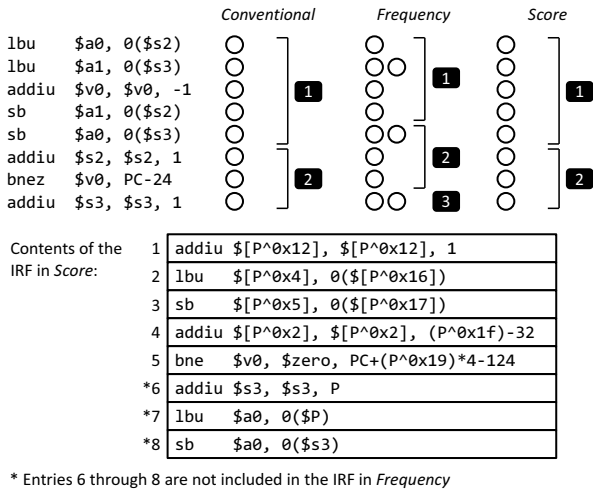 Conventional Frequency Score
lbu $a0, 0($s2)
lbu $a1, 0($s3)
addiu $v0, $v0, -1
sb $a1, 0($s2)
sb $a0, 0($s3)
addiu $s2, $s2, 1
bnez $v0, PC-24
addiu $s3, $s3, 1
1 1 1
2 2 2
3
Contents of the
IRF in Score:
1 addiu $[P^0x12], $[P^0x12], 1
2 lbu $[P^0x4], 0($[P^0x16])
3 sb $[P^0x5], 0($[P^0x17])
4 addiu $[P^0x2], $[P^0x2], (P^0x1f)-32
5 bne $v0, $zero, PC+(P^0x19)*4-124
*6 addiu $s3, $s3, P
*7 lbu $a0, 0($P)
*8 sb $a0, 0($s3)
* Entries 6 through 8 are not included in the IRF in Frequency